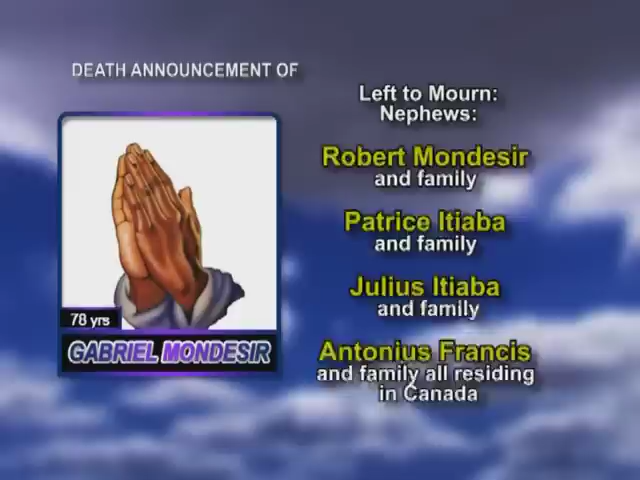 DEATH ANNOUNCEMENT OF
78 yrs
GABRIEL MONDESIR
Left to Mourn:
Nephews:
Robert Mondesir
and family
Patrice Itiaba
and family
Julius Itiaba
and family
Antonius Francis
and family all residing
in Canada